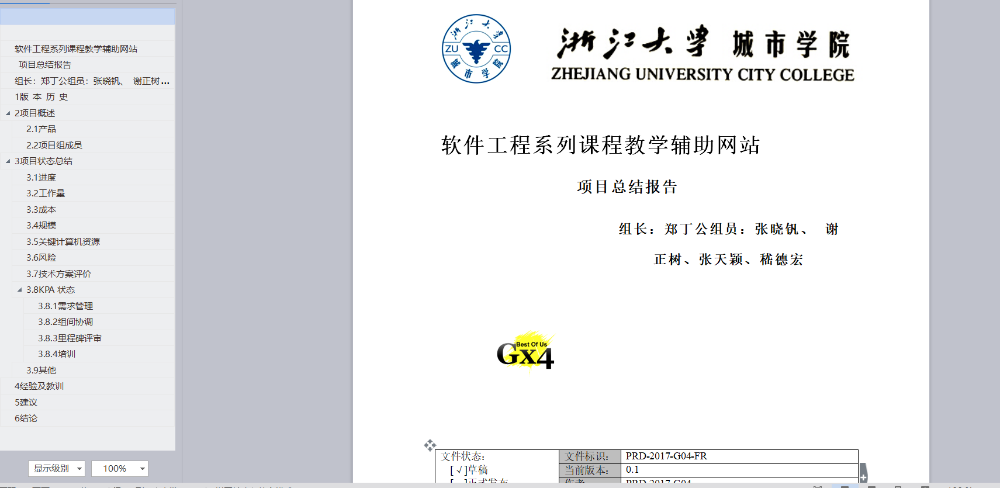 软件工程系列课程教学辅助网站
项目总结报告
组长：郑丁公组员：张晓钒、 谢正树...
1版 本 历 史
2项目概述
2.1产品
2.2项目组成员
3项目状态总结
3.1进度
3.2工作量
3.3成本
3.4规模
3.5关键计算机资源
3.6风险
3.7技术方案评价
3.8KPA 状态
3.8.1需求管理
3.8.2组间协调
3.8.3里程碑评审
3.8.4培训
3.9其他
4经验及教训
5建议
6结论
显示级别
100%
浙江大学
ZU CC
城市学院
浙江大学 城市学院
ZHEJIANG UNIVERSITY CITY COLLEGE
软件工程系列课程教学辅助网站
项目总结报告
组长：郑丁公组员：张晓钒、 谢
正树、张天颖、嵇德宏
Best Of Us
Gx4
文件状态：
[√]草稿
[ ]正式发布
文件标识： PRD-2017-G04-FR
当前版本： 0.1
作者 PRD-2017-G04